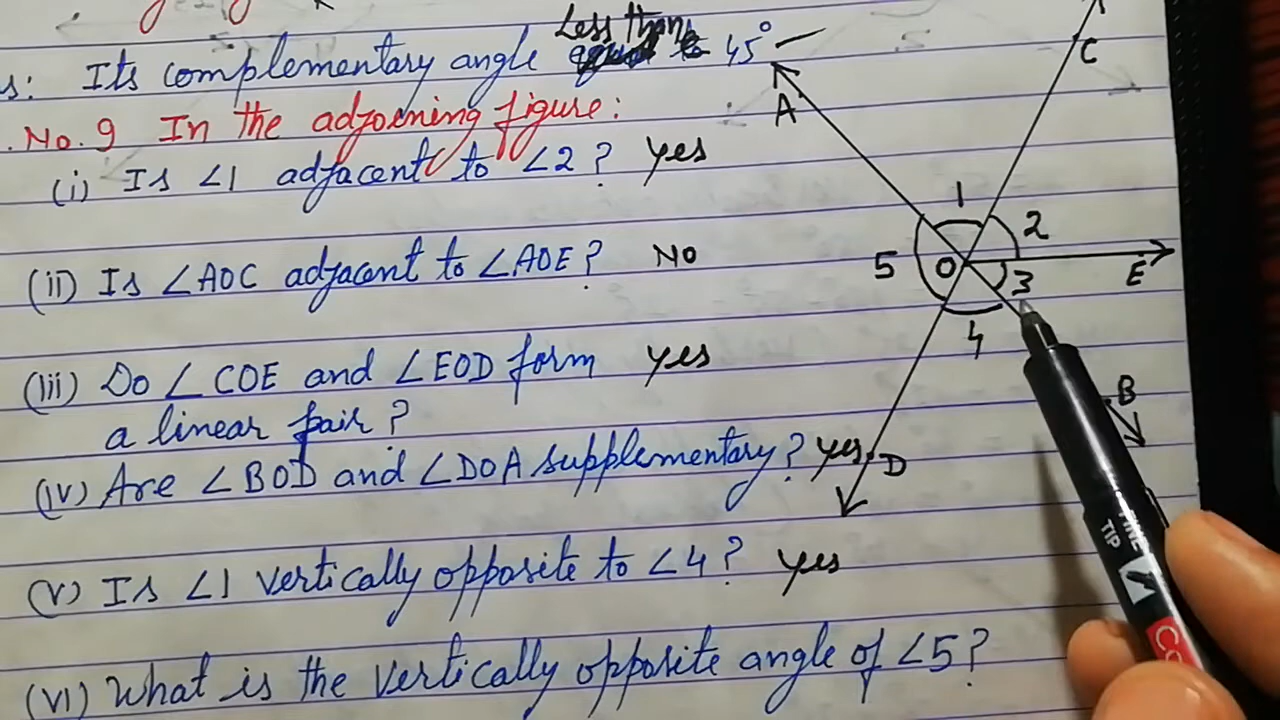 Less than
s: Its complementary angle to 45°
. No. 9 In the adjoining figure:
(i) Is ∠1 adjacent to ∠2? Yes
(ii) Is ∠AOC adjacent to ∠AOE? No
(iii) Do ∠COE and ∠EOD form Yes
a linear pair?
(iv) Are ∠BOD and ∠DOA supplementary? Yes
(v) Is ∠1 vertically opposite to ∠4? Yes
(vi) What is the vertically opposite angle of ∠5?
A
C
1
2
5
O
E
3
4
B
D
FINE
TIP